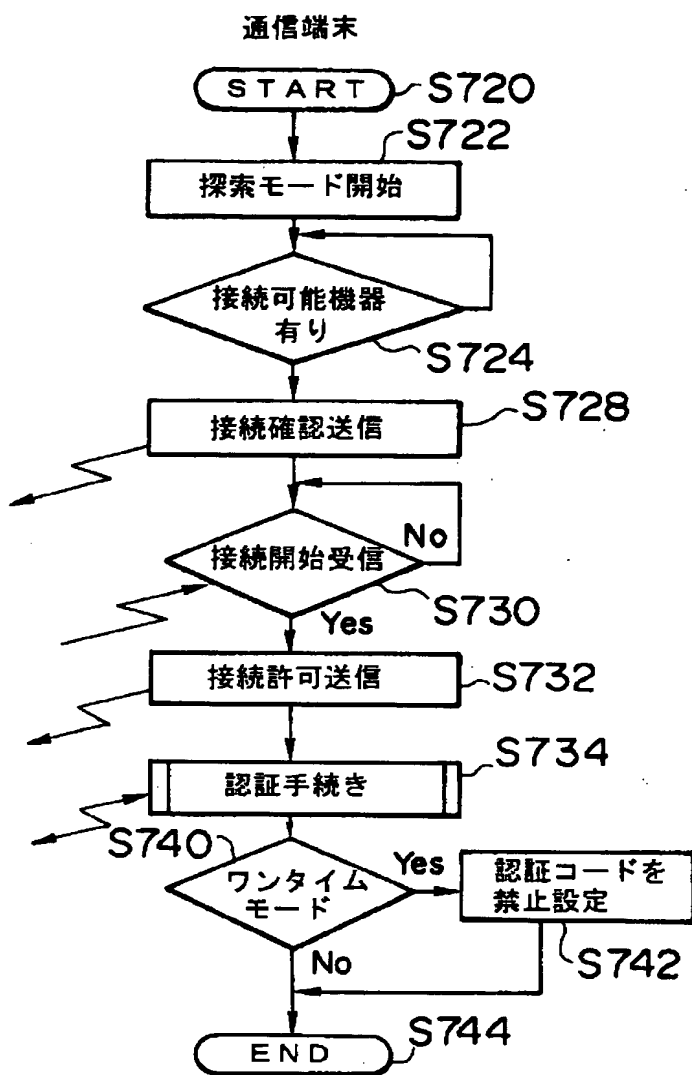 通信端末
START
S720
S722
探索モード開始
接続可能機器
有り
S724
接続確認送信
S728
接続開始受信
No
S730
Yes
接続許可送信
S732
認証手続き
S734
S740
ワンタイム
モード
Yes
認証コードを
禁止設定
S742
No
END
S744